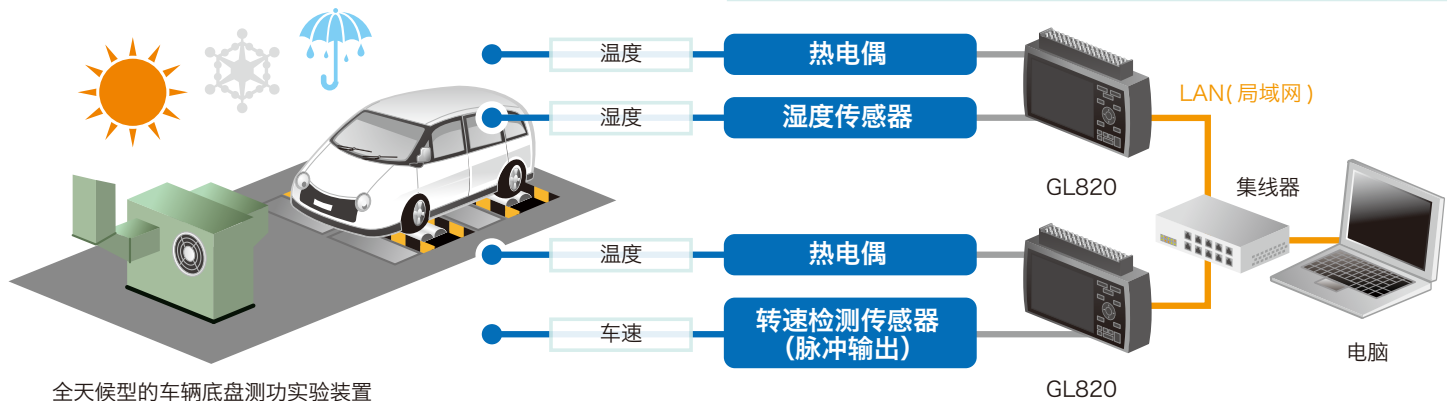 温度
热电偶
湿度
湿度传感器
LAN( 局域网 )
GL820
集线器
温度
热电偶
车速
转速检测传感器
（脉冲输出）
电脑
全天候型的车辆底盘测功实验装置
GL820